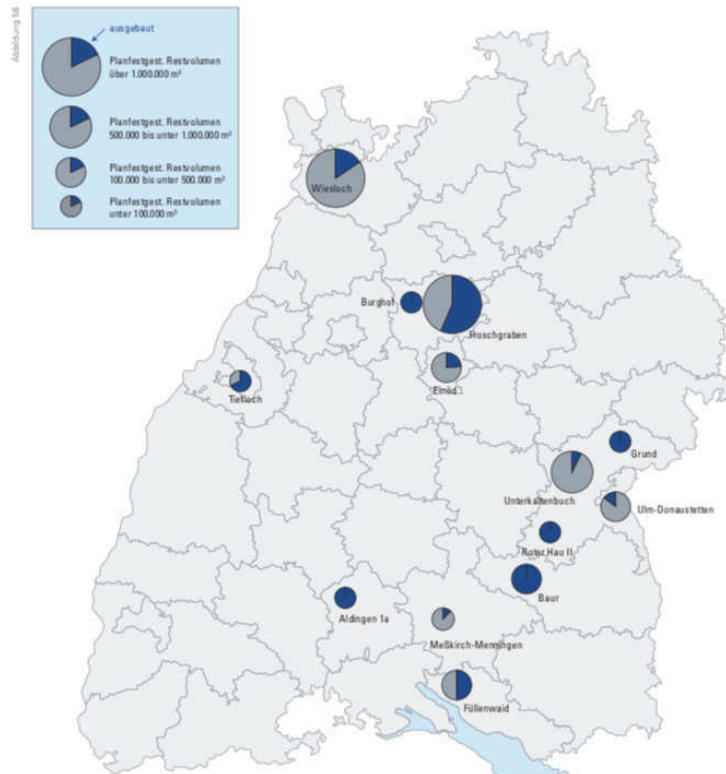 Abbildung 56
ausgebaut
Planfestgest. Restvolumen
über 1.000.000 m³
Planfestgest. Restvolumen
500.000 bis unter 1.000.000 m³
Planfestgest. Restvolumen
100.000 bis unter 500.000 m³
Planfestgest. Restvolumen
unter 100.000 m³
Wiesloch
Burghof
Froschgraben
Einöd
Tiefloch
Grund
Unterkaltenbuch
Ulm-Donaustetten
Roter Hau II
Baur
Aldingen 1a
Meßkirch-Menningen
Füllenwaid